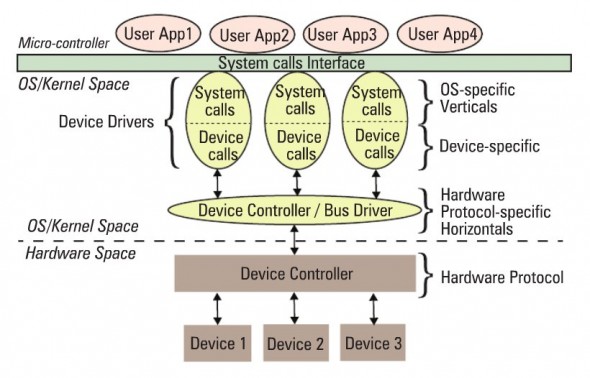 User App1
User App2
User App3
User App4
Micro-controller
System calls Interface
OS/Kernel Space
Device Drivers
System
calls
Device
calls
System
calls
Device
calls
System
calls
Device
calls
OS-specific
Verticals
Device-specific
Device Controller / Bus Driver
Hardware
Protocol-specific
Horizontals
OS/Kernel Space
Hardware Space
Device Controller
Hardware Protocol
Device 1
Device 2
Device 3